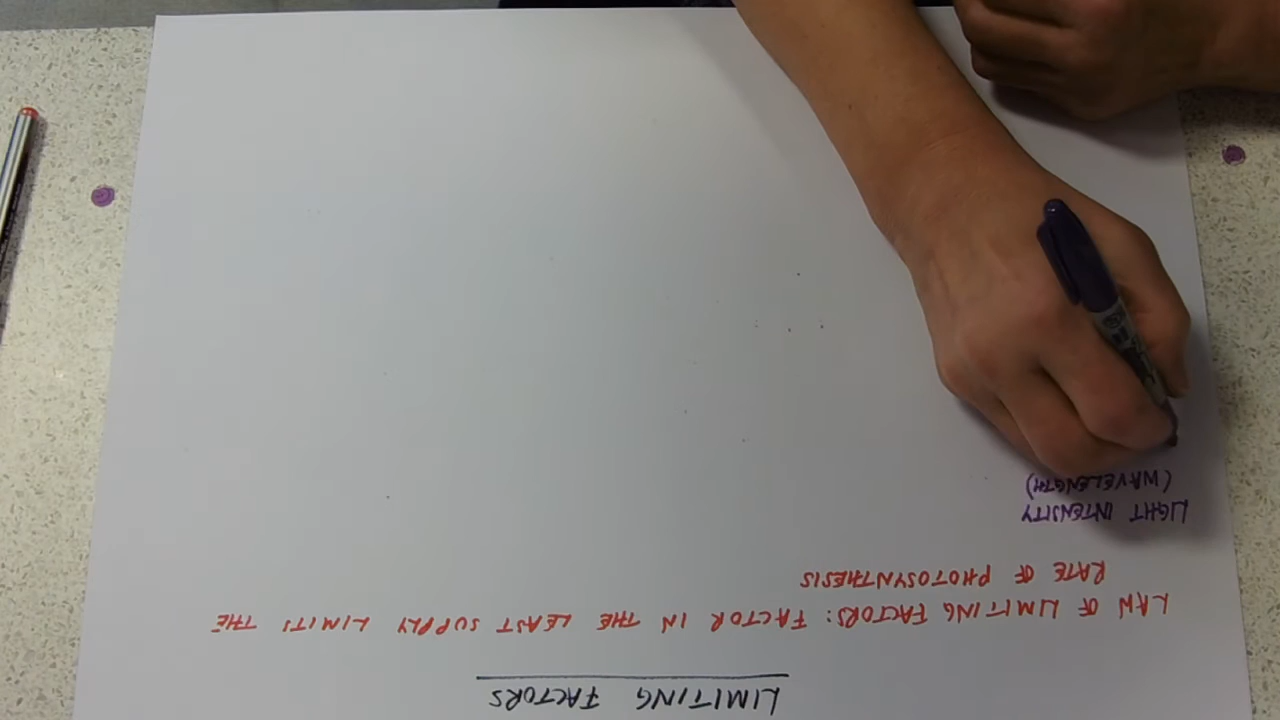 LIMITING FACTORS
LAW OF LIMITING FACTORS: FACTOR IN THE LEAST SUPPLY LIMITS THE
RATE OF PHOTOSYNTHESIS
LIGHT INTENSITY
(WAVELENGTH)